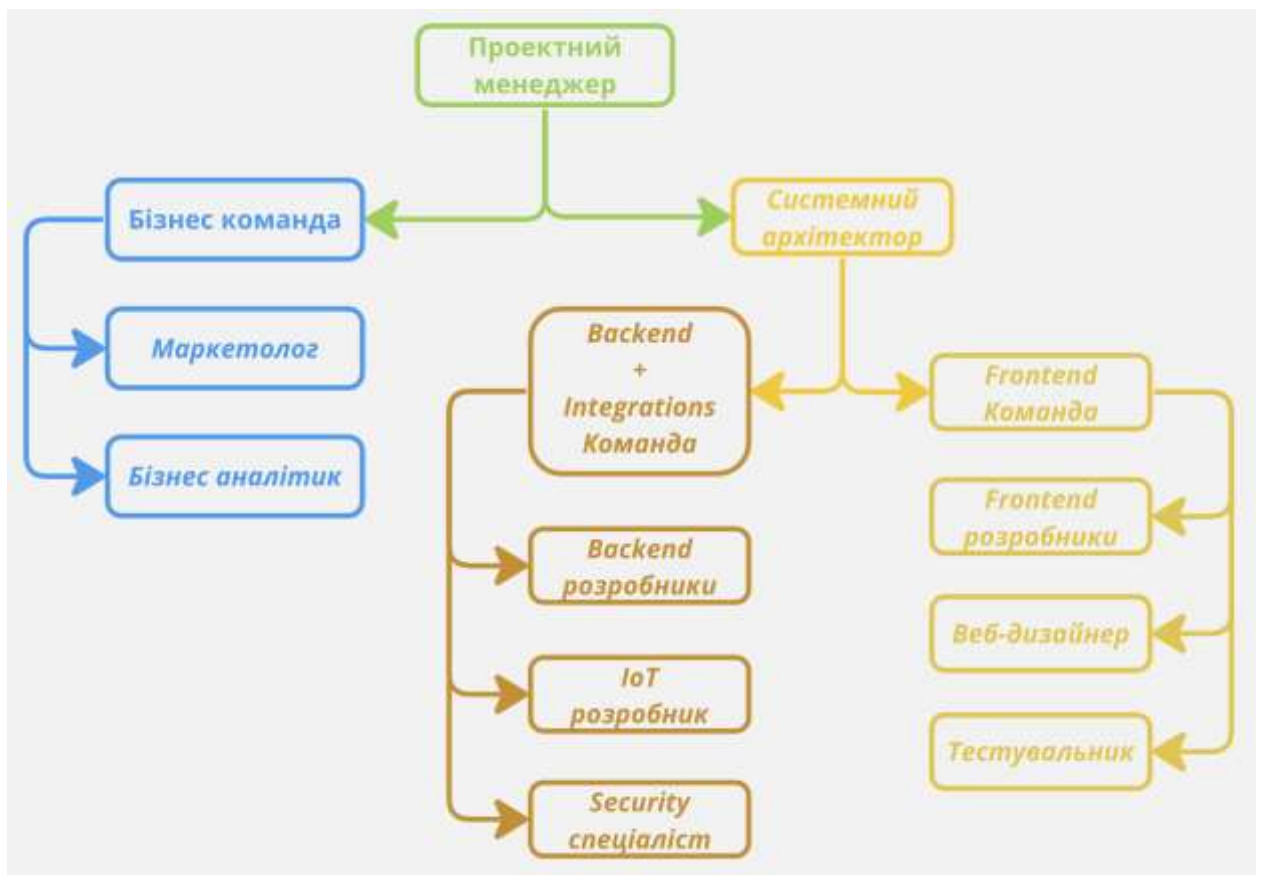 Проектний
менеджер
Бізнес команда
Системний
архітектор
Маркетолог
Бізнес аналітик
Backend
+
Integrations
Команда
Backend
розробники
IoT
розробник
Security
спеціаліст
Frontend
Команда
Frontend
розробники
Веб-дизайнер
Тестувальник